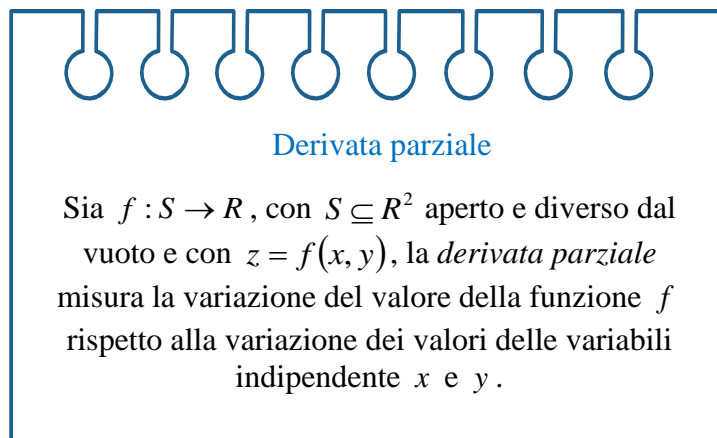 Derivata parziale
Sia f : S → R , con S ⊆ R² aperto e diverso dal
vuoto e con z = f(x, y), la derivata parziale
misura la variazione del valore della funzione f
rispetto alla variazione dei valori delle variabili
indipendente x e y .